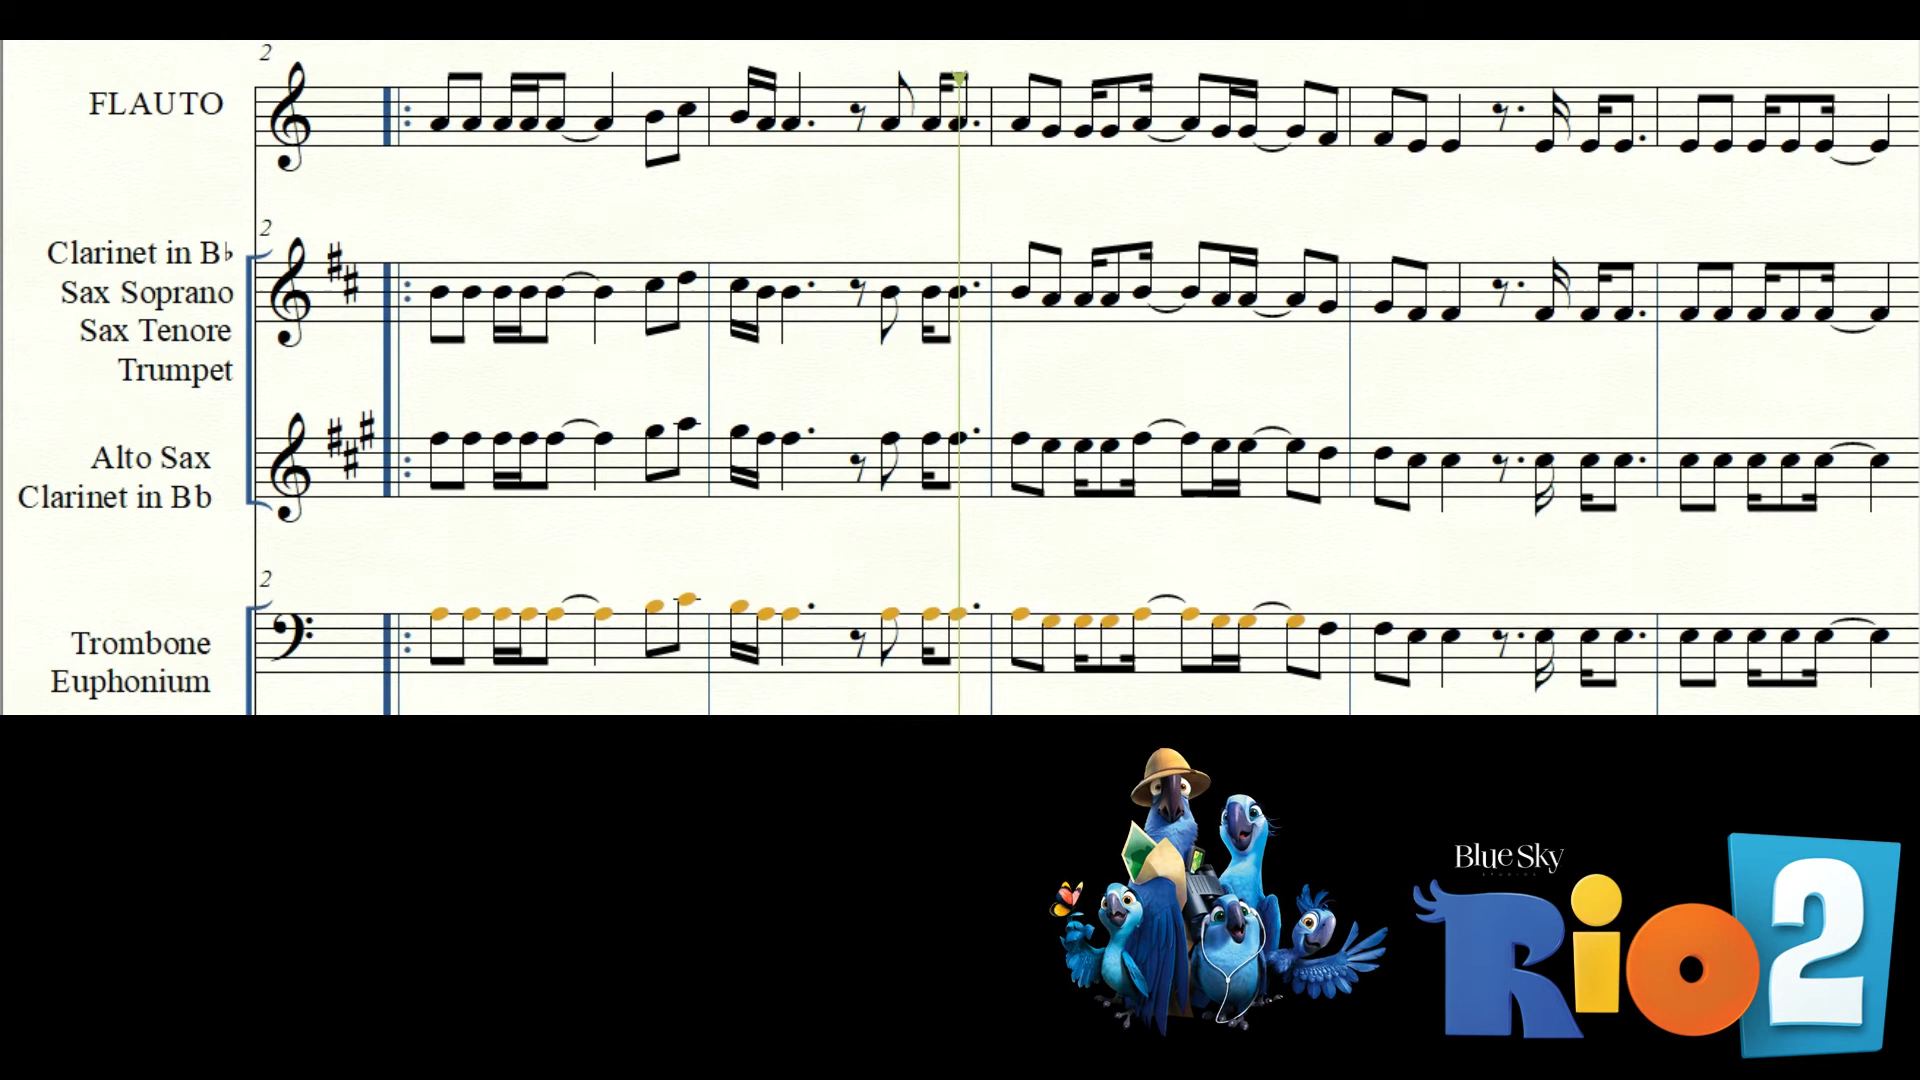 2
FLAUTO
2
Clarinet in B♭
Sax Soprano
Sax Tenore
Trumpet
Alto Sax
Clarinet in Bb
2
Trombone
Euphonium
Blue Sky
STUDIOS
Rio 2